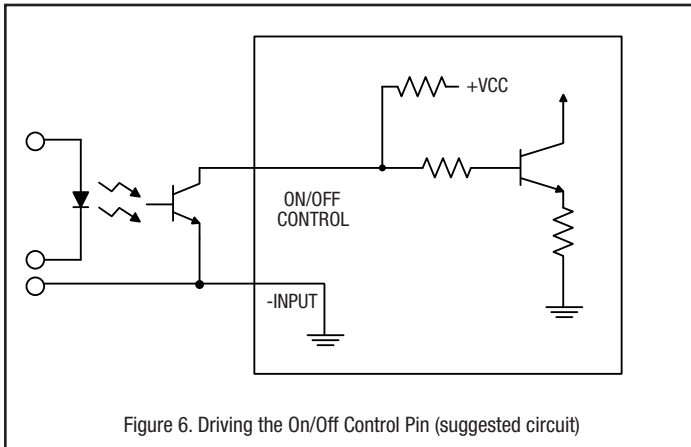 +VCC
ON/OFF
CONTROL
-INPUT
Figure 6. Driving the On/Off Control Pin (suggested circuit)